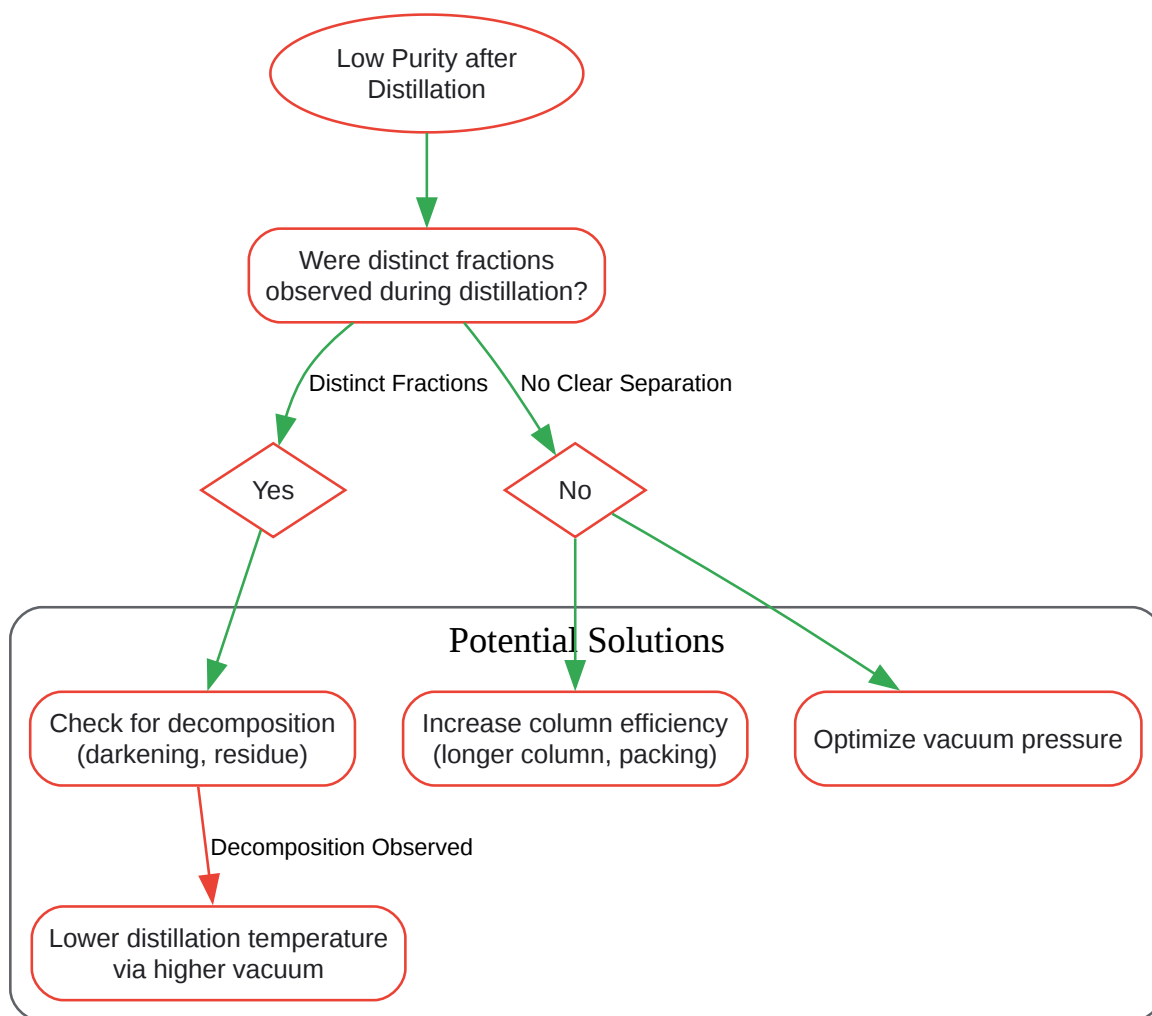 Low Purity after
Distillation
Were distinct fractions
observed during distillation?
Distinct Fractions
No Clear Separation
Yes
No
Potential Solutions
Check for decomposition
(darkening, residue)
Increase column efficiency
(longer column, packing)
Optimize vacuum pressure
Decomposition Observed
Lower distillation temperature
via higher vacuum